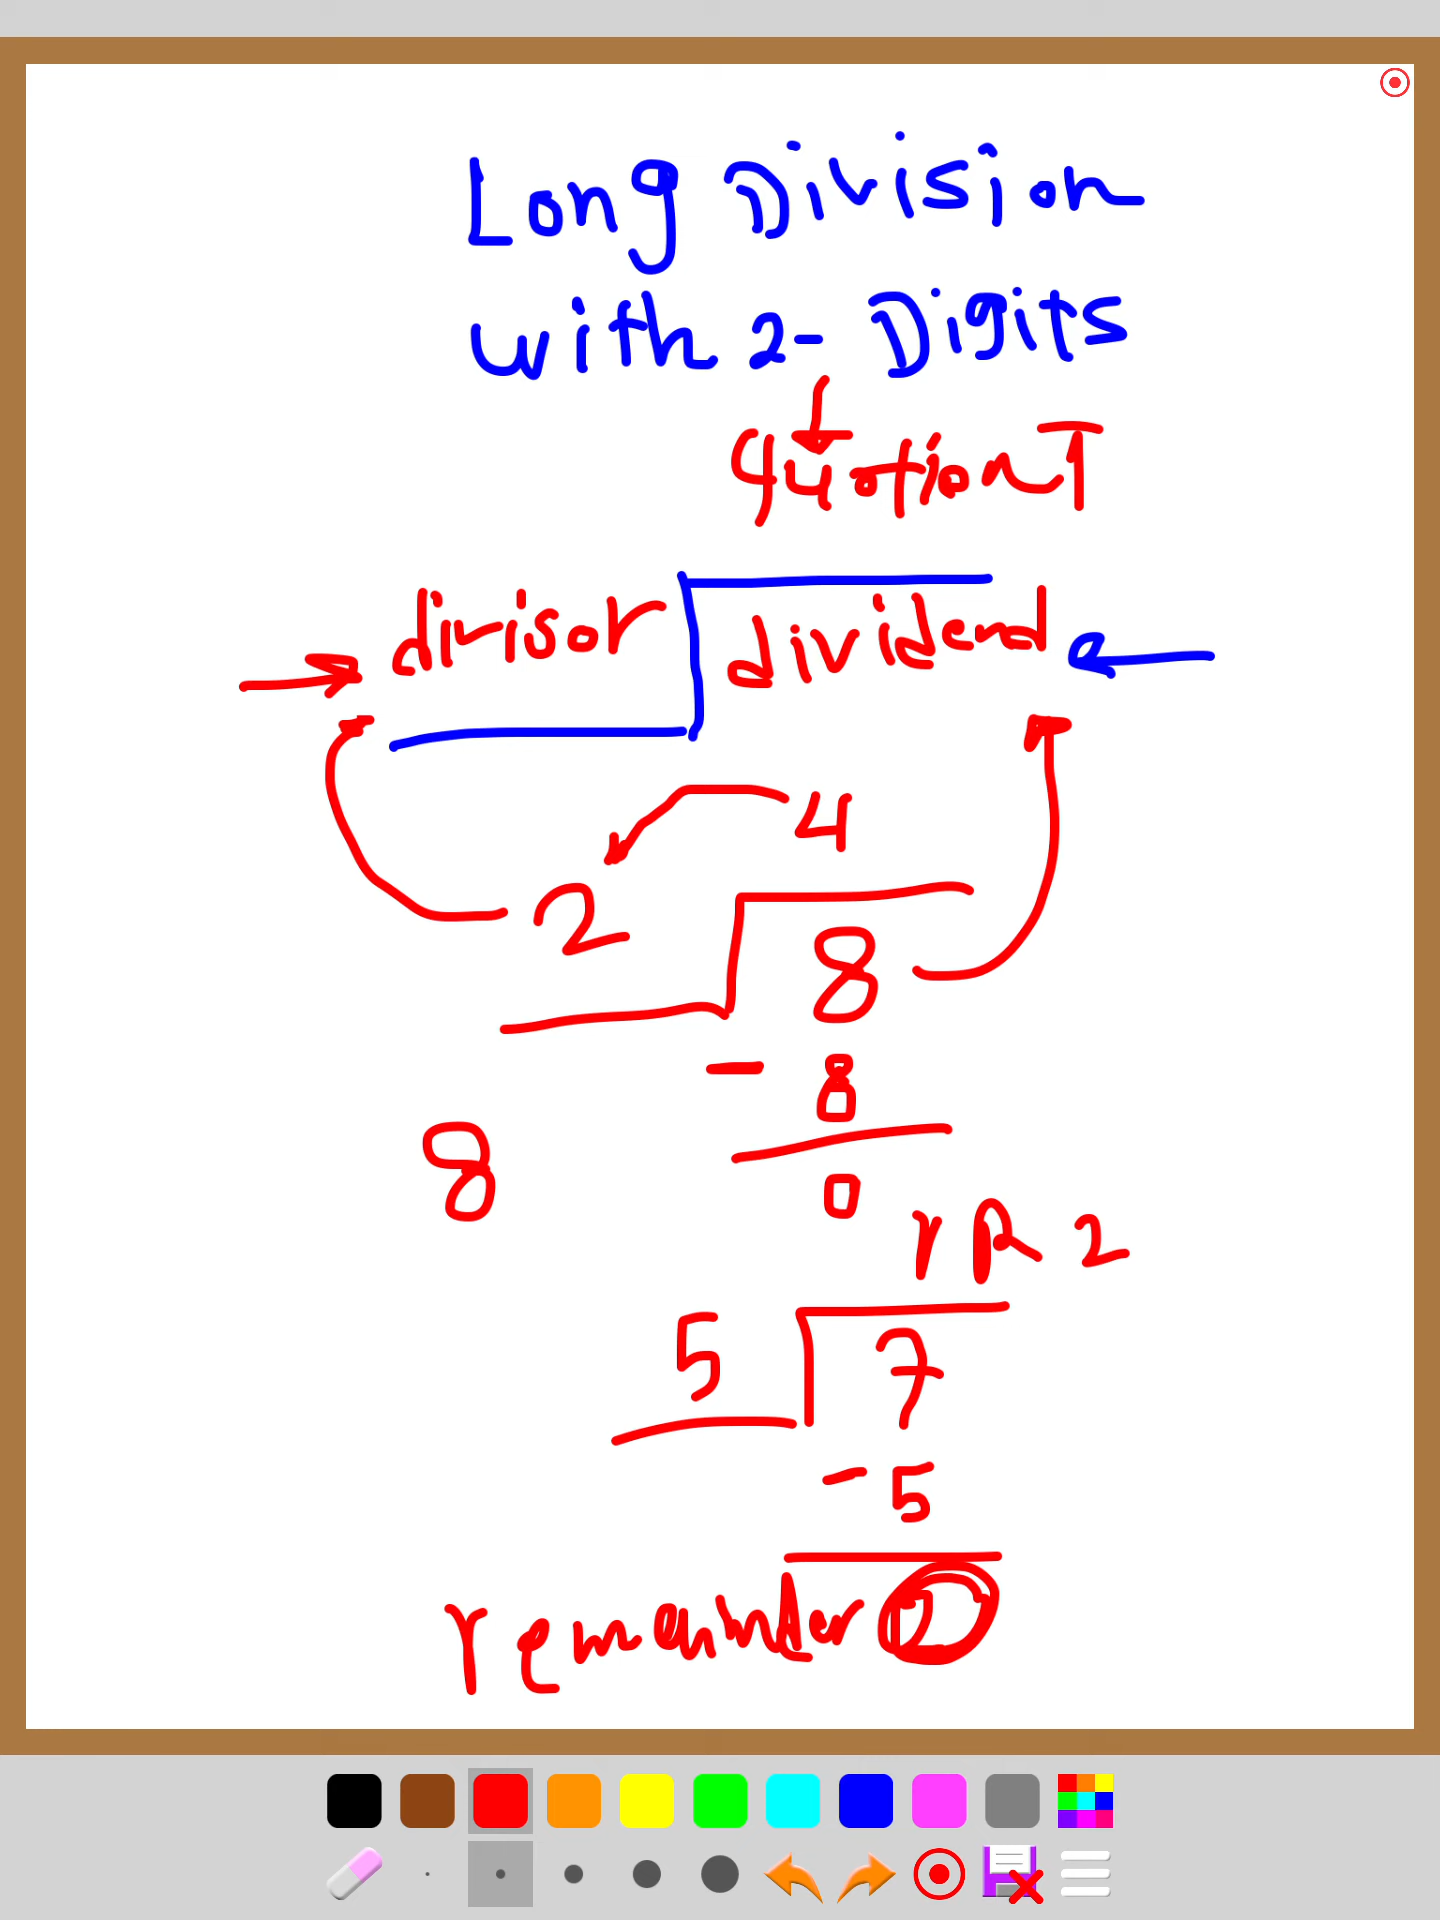 Long Division
with 2- Digits
quotionT
divisor dividend
4
2 8
- 8
8
0
R 2
5 7
- 5
remainder 2